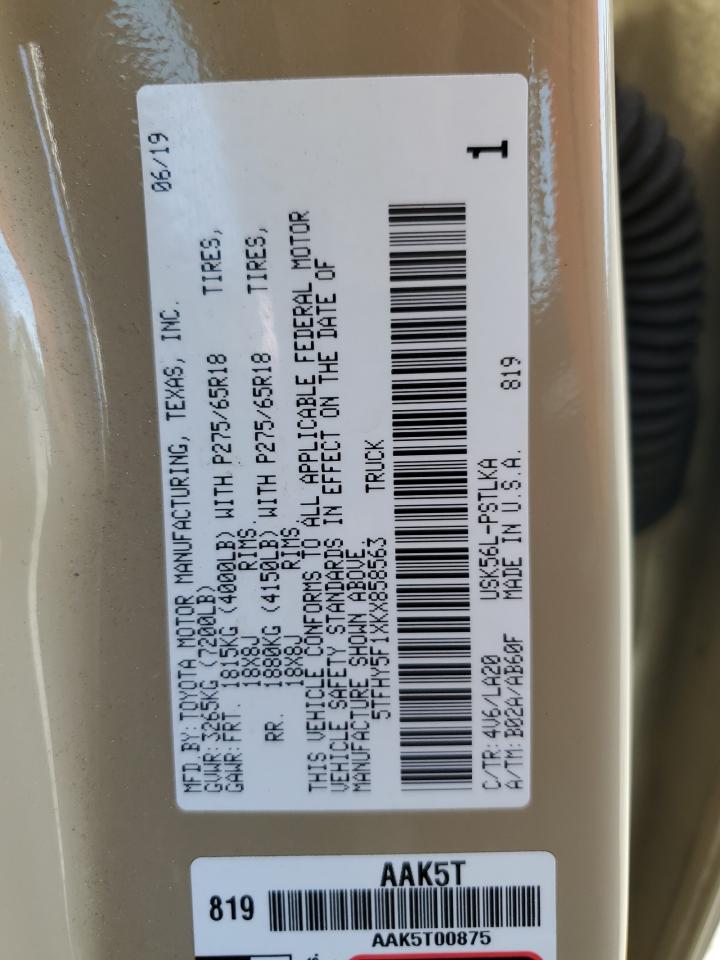 MFD BY: TOYOTA MOTOR MANUFACTURING, TEXAS, INC. 06/19
GVWR: 3265KG (7200LB)
GAWR: FRT. 1815KG (4000LB) WITH P275/65R18 TIRES,
18X8J RIMS.
RR. 1880KG (4150LB) WITH P275/65R18 TIRES,
18X8J RIMS.
THIS VEHICLE CONFORMS TO ALL APPLICABLE FEDERAL MOTOR
VEHICLE SAFETY STANDARDS IN EFFECT ON THE DATE OF
MANUFACTURE SHOWN ABOVE.
5TFHY5F1XKX858563 TRUCK
1
C/TR: 4V6/LA20 USK56L-PSTLKA
A/TM: B02A/AB60F MADE IN U.S.A. 819
AAK5T
819
AAK5T00875